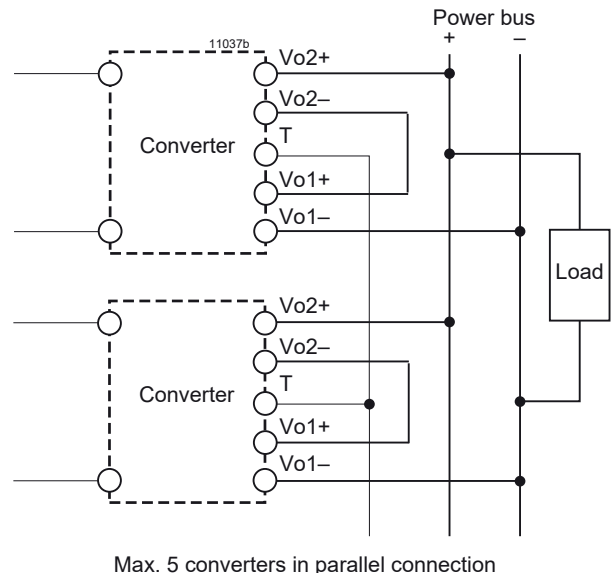 Power bus
+ –
11037b
Vo2+
Vo2–
T
Converter
Vo1+
Vo1–
Load
Vo2+
Vo2–
T
Converter
Vo1+
Vo1–
Max. 5 converters in parallel connection